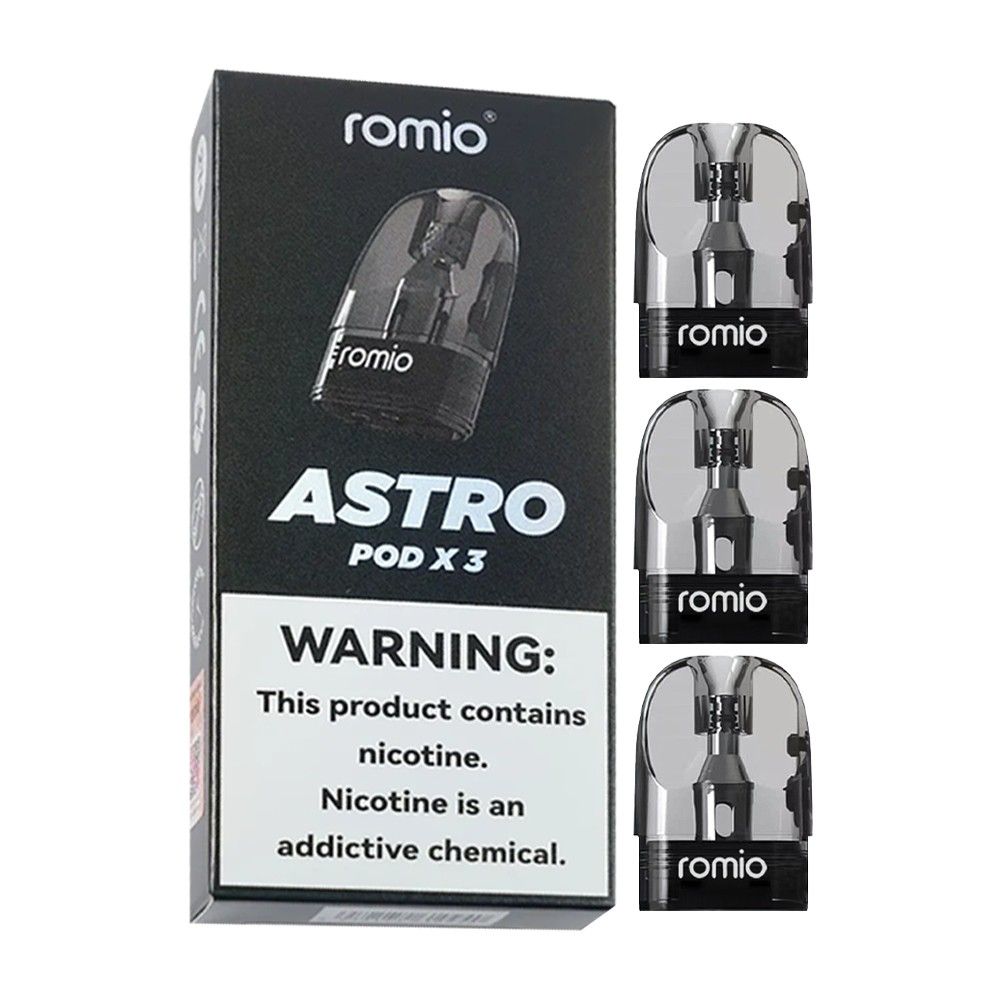 romio®
romio
ASTRO
POD X 3
WARNING:
This product contains
nicotine.
Nicotine is an
addictive chemical.
romio
romio
romio